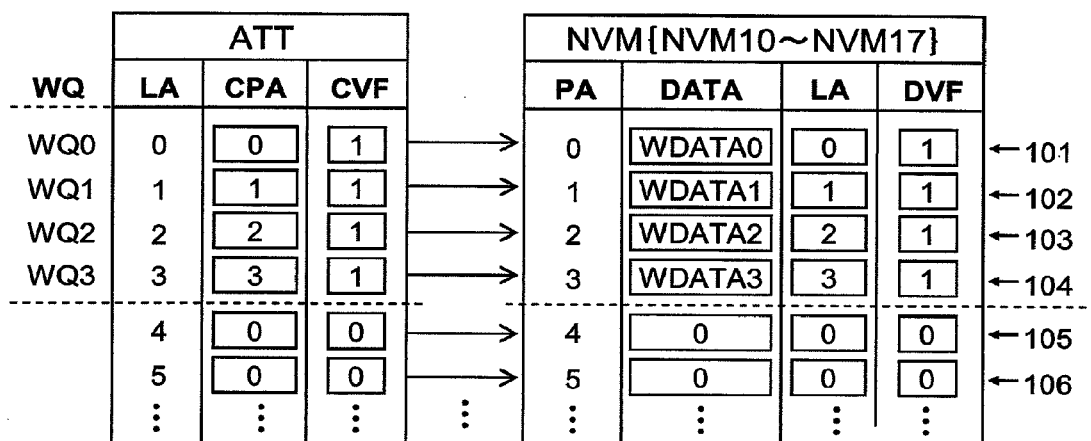 ATT NVM{NVM10～NVM17}
WQ LA CPA CVF PA DATA LA DVF
WQ0 0 0 1 0 WDATA0 0 1 101
WQ1 1 1 1 1 WDATA1 1 1 102
WQ2 2 2 1 2 WDATA2 2 1 103
WQ3 3 3 1 3 WDATA3 3 1 104
4 0 0 4 0 0 0 105
5 0 0 5 0 0 0 106